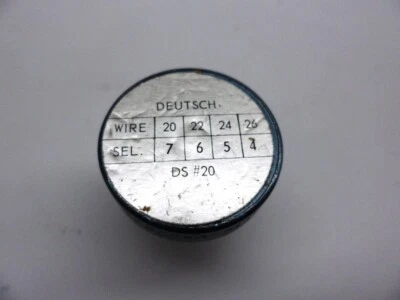 DEUTSCH
WIRE 20 22 24 26
SEL. 7 6 5 4
DS #20